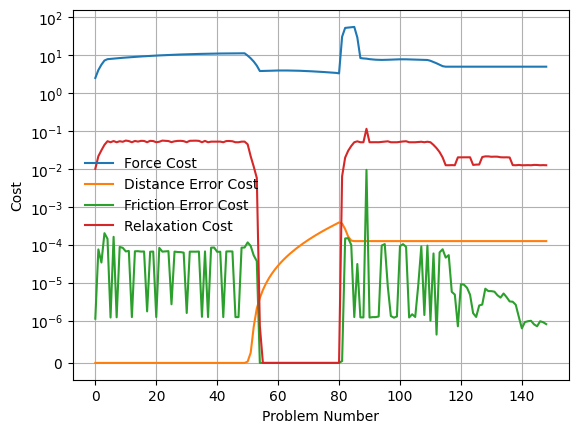 10²
10¹
10⁰
10⁻¹
10⁻²
10⁻³
10⁻⁴
10⁻⁵
10⁻⁶
0
Cost
Force Cost
Distance Error Cost
Friction Error Cost
Relaxation Cost
0 20 40 60 80 100 120 140
Problem Number